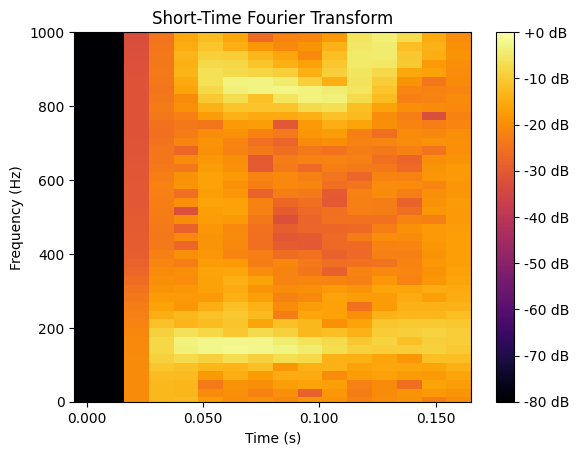 Short-Time Fourier Transform
1000
800
600
400
200
0
Frequency (Hz)
0.000
0.050
0.100
0.150
Time (s)
+0 dB
-10 dB
-20 dB
-30 dB
-40 dB
-50 dB
-60 dB
-70 dB
-80 dB